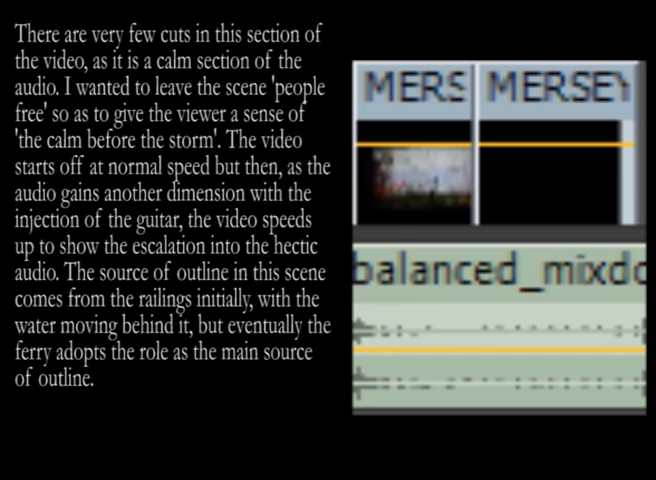 There are very few cuts in this section of
the video, as it is a calm section of the
audio. I wanted to leave the scene 'people
free' so as to give the viewer a sense of
'the calm before the storm'. The video
starts off at normal speed but then, as the
audio gains another dimension with the
injection of the guitar, the video speeds
up to show the escalation into the hectic
audio. The source of outline in this scene
comes from the railings initially, with the
water moving behind it, but eventually the
ferry adopts the role as the main source
of outline.
MERS MERSEY
balanced_mixdo